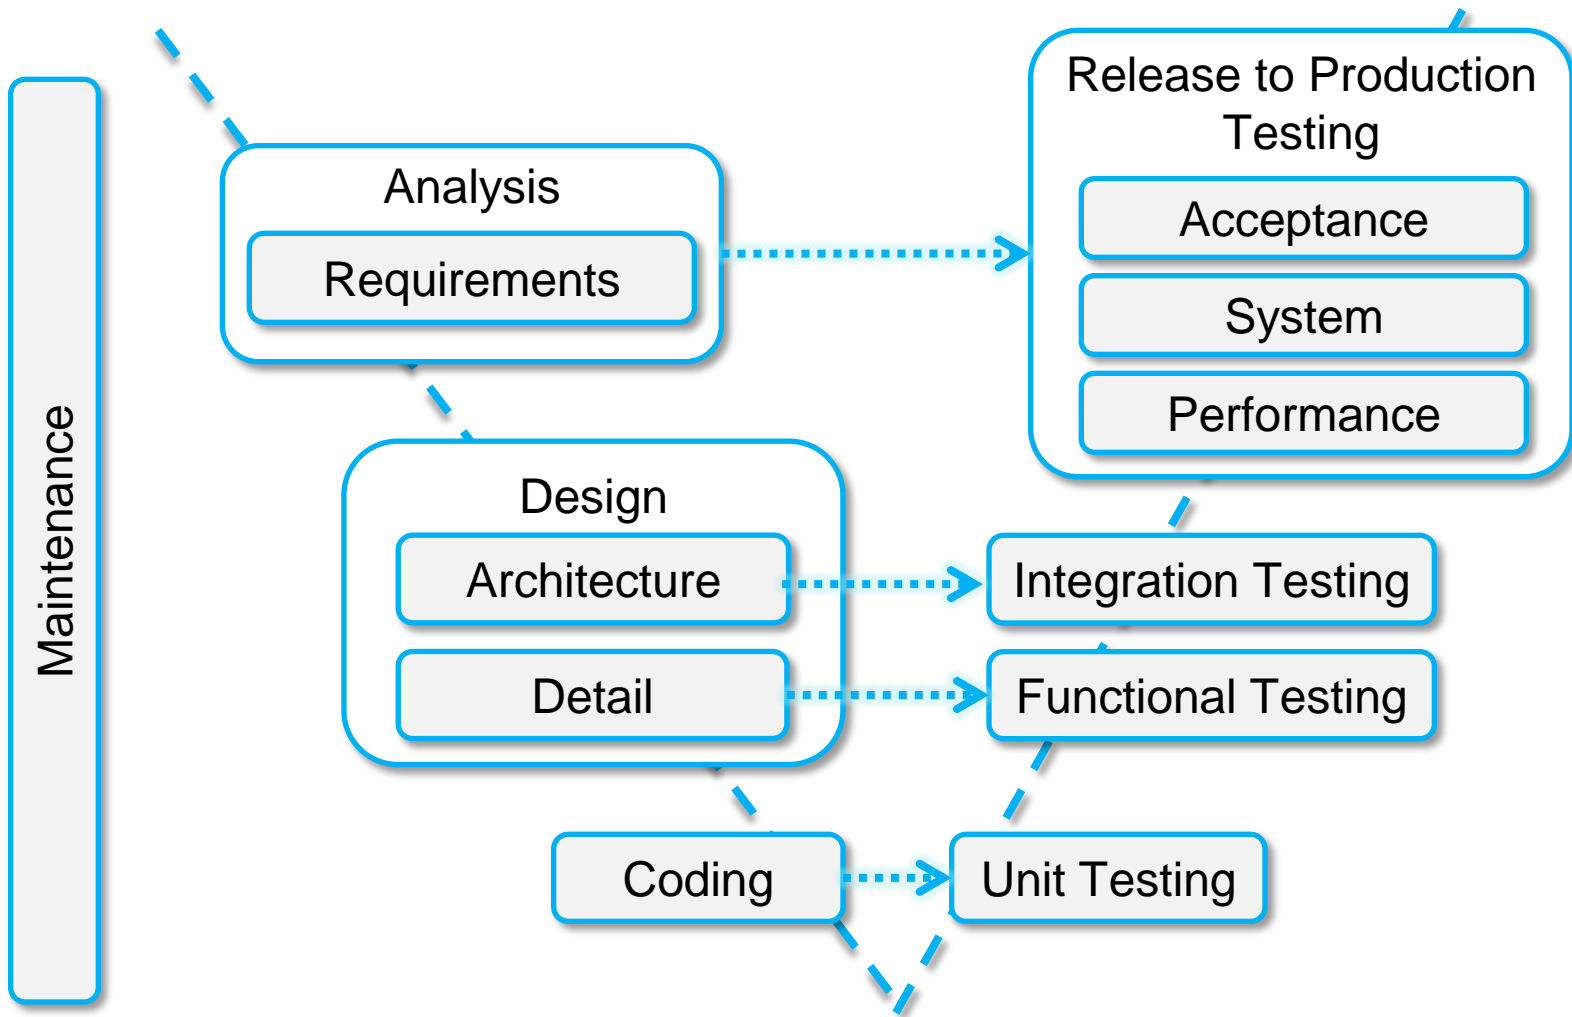 Maintenance
Analysis
Requirements
Release to Production
Testing
Acceptance
System
Performance
Design
Architecture
Integration Testing
Detail
Functional Testing
Coding
Unit Testing